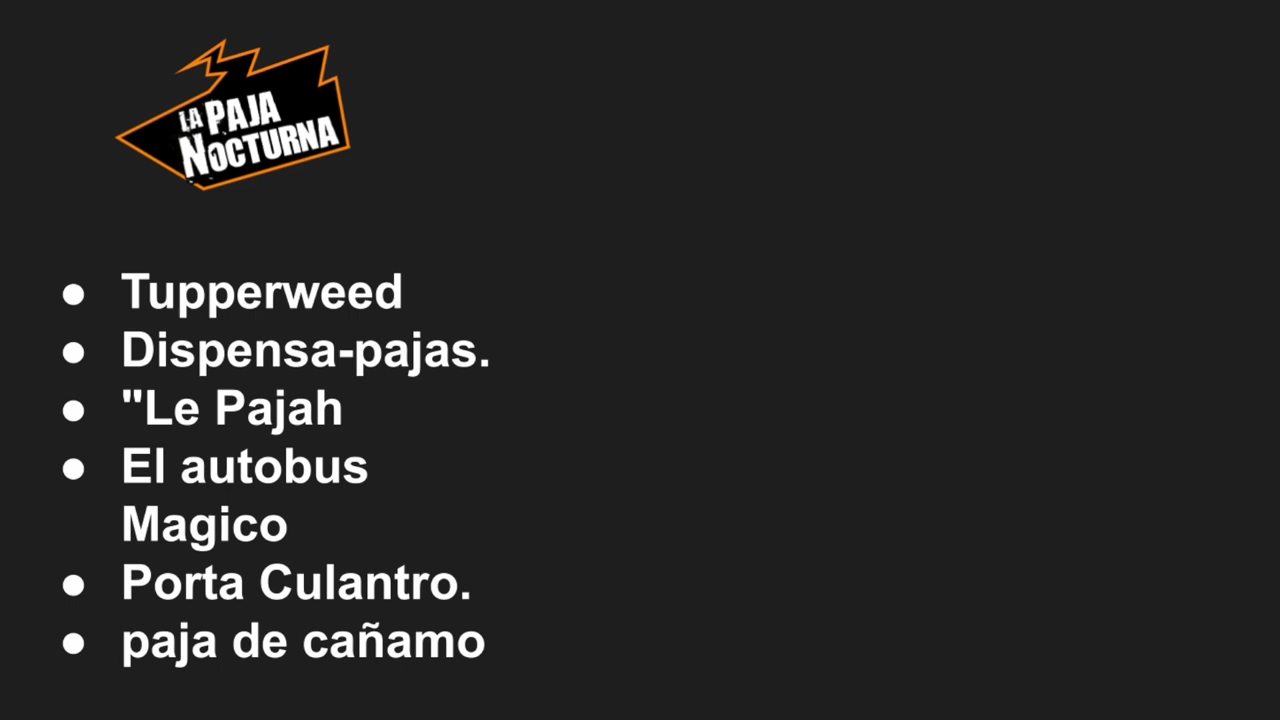 LA PAJA
NOCTURNA
● Tupperweed
● Dispensa-pajas.
● "Le Pajah
● El autobus
Magico
● Porta Culantro.
● paja de cañamo